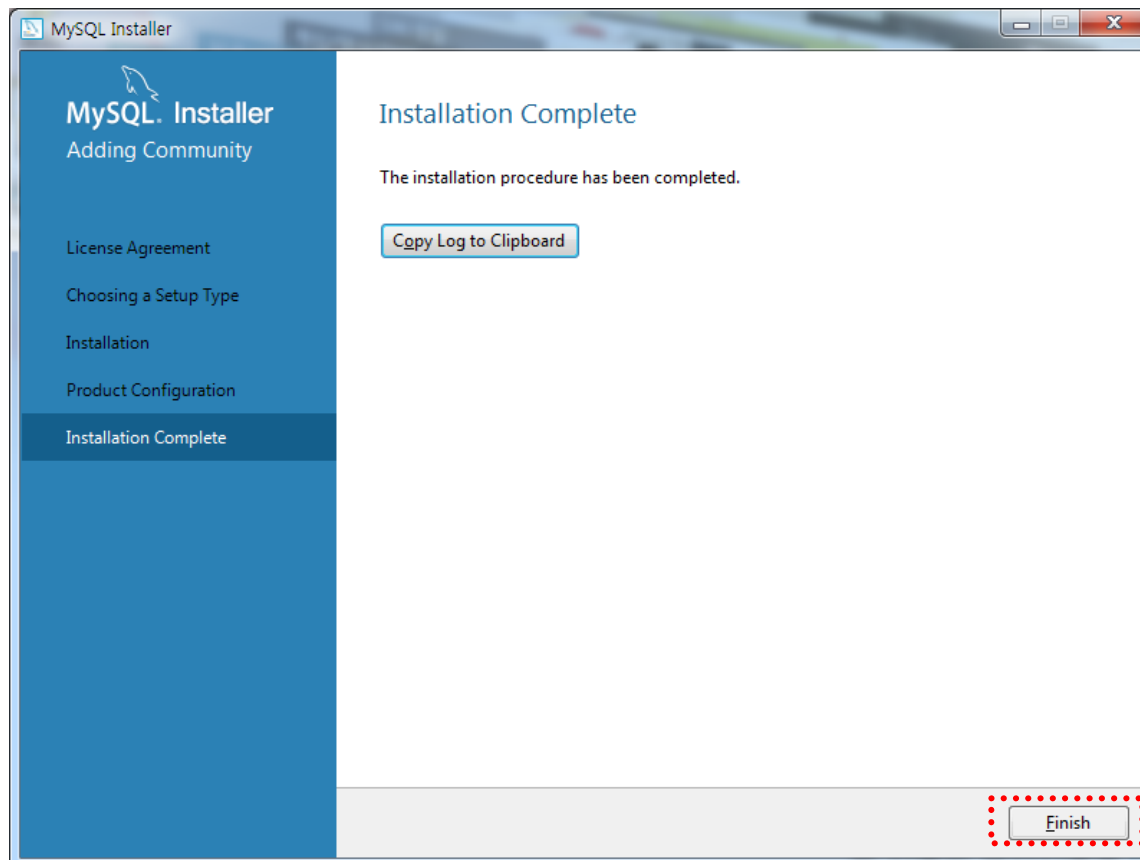 MySQL Installer
MySQL. Installer
Adding Community
License Agreement
Choosing a Setup Type
Installation
Product Configuration
Installation Complete
Installation Complete
The installation procedure has been completed.
Copy Log to Clipboard
Finish